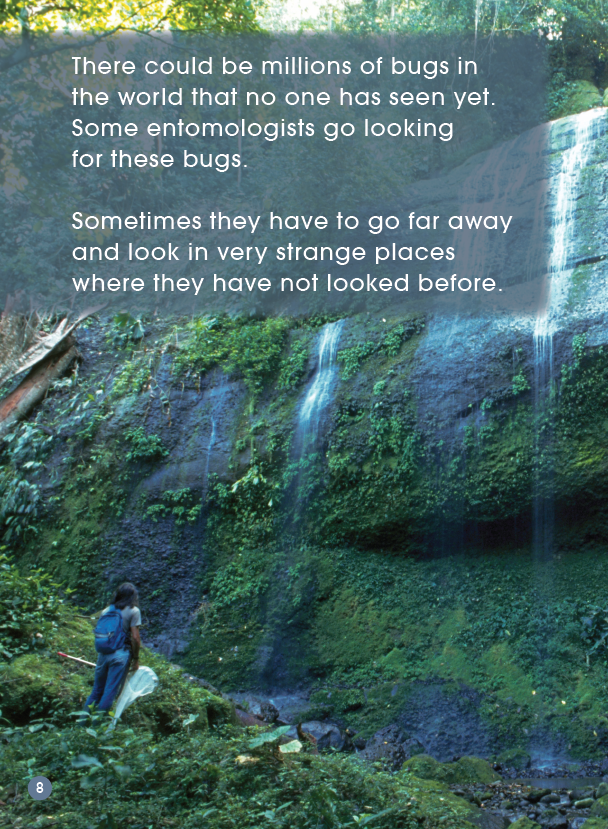 There could be millions of bugs in
the world that no one has seen yet.
Some entomologists go looking
for these bugs.
Sometimes they have to go far away
and look in very strange places
where they have not looked before.
8